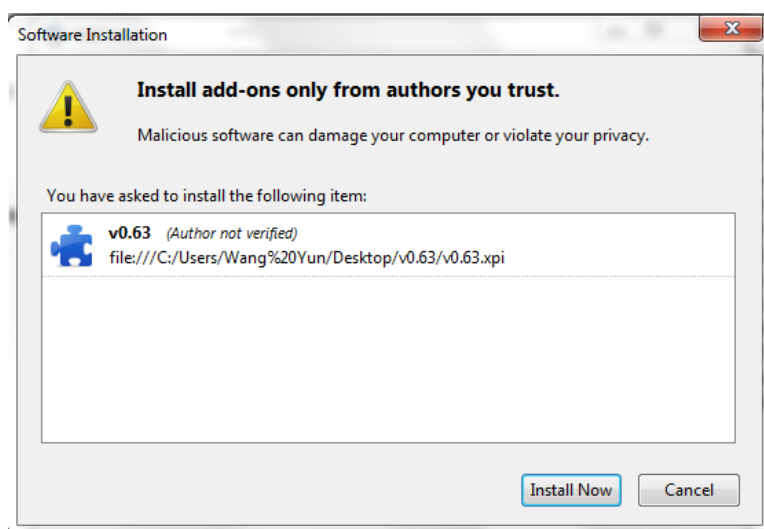 Software Installation
Install add-ons only from authors you trust.
Malicious software can damage your computer or violate your privacy.
You have asked to install the following item:
v0.63 (Author not verified)
file:///C:/Users/Wang%20Yun/Desktop/v0.63/v0.63.xpi
Install Now Cancel